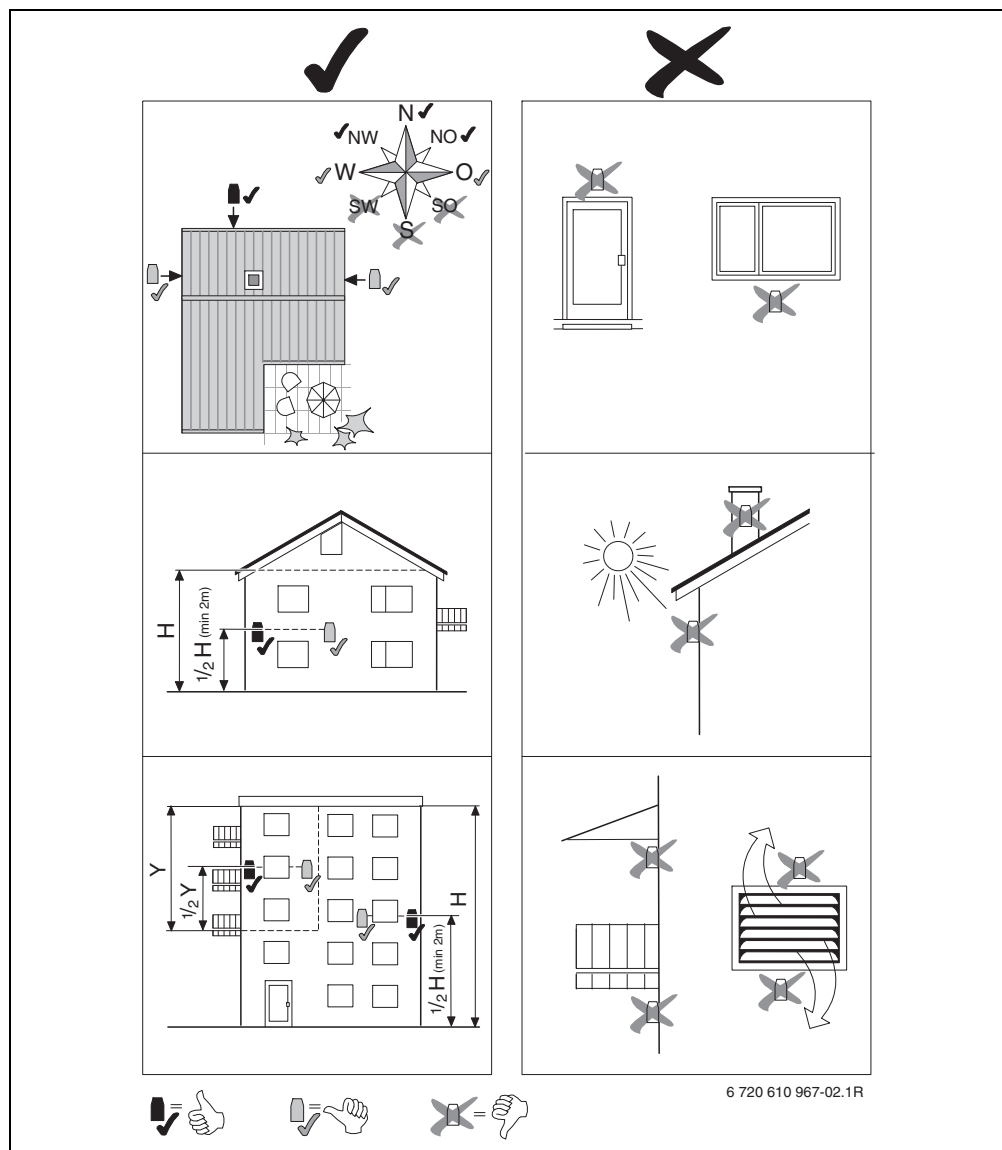 N
NW
NO
W
O
SW
SO
S
H
1/2 H (min 2m)
Y
1/2 Y
H
1/2 H (min 2m)
6 720 610 967-02.1R
=
=
=